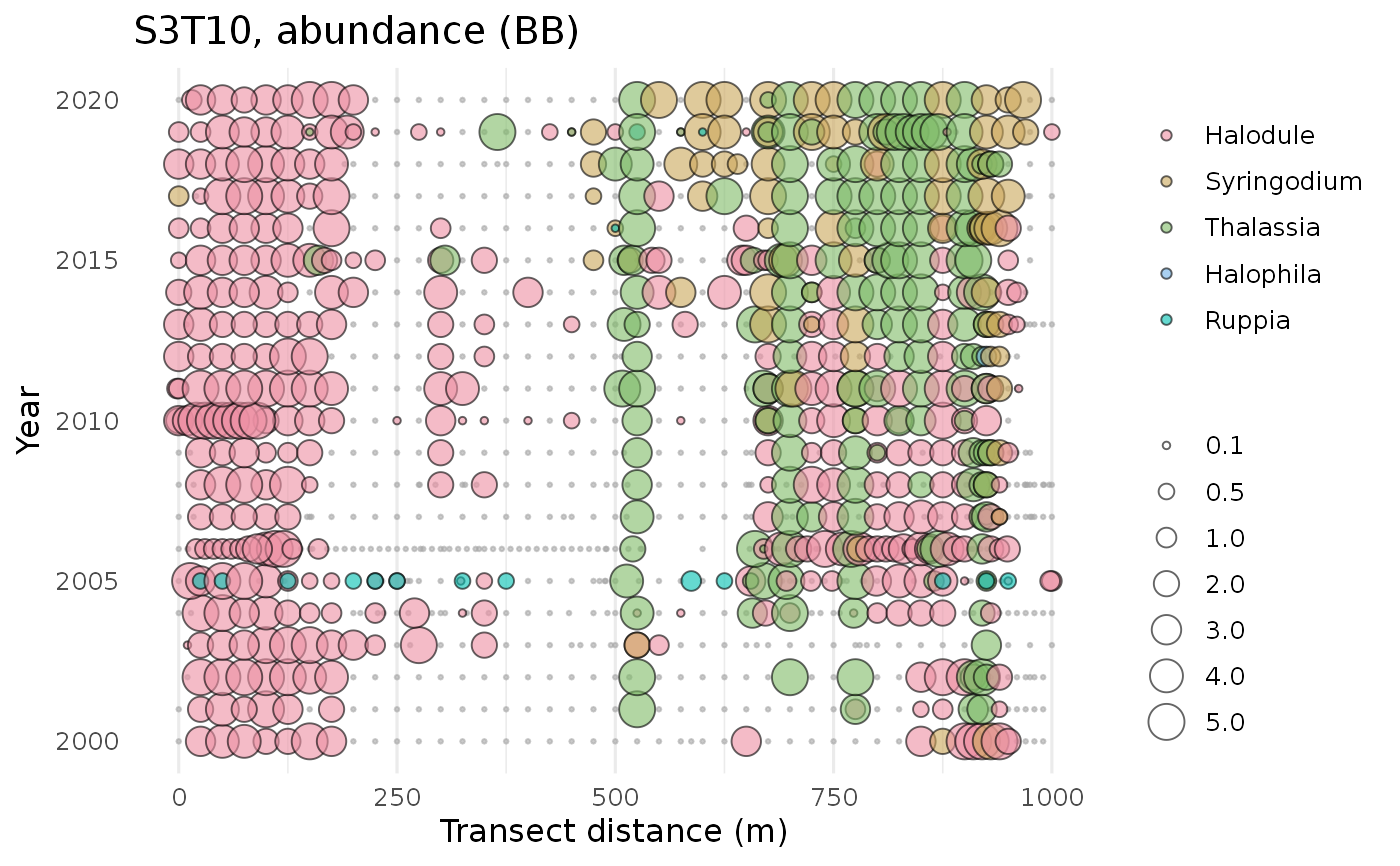 S3T10, abundance (BB)
2020
2015
2010
2005
2000
Year
0 250 500 750 1000
Transect distance (m)
Halodule
Syringodium
Thalassia
Halophila
Ruppia
0.1
0.5
1.0
2.0
3.0
4.0
5.0